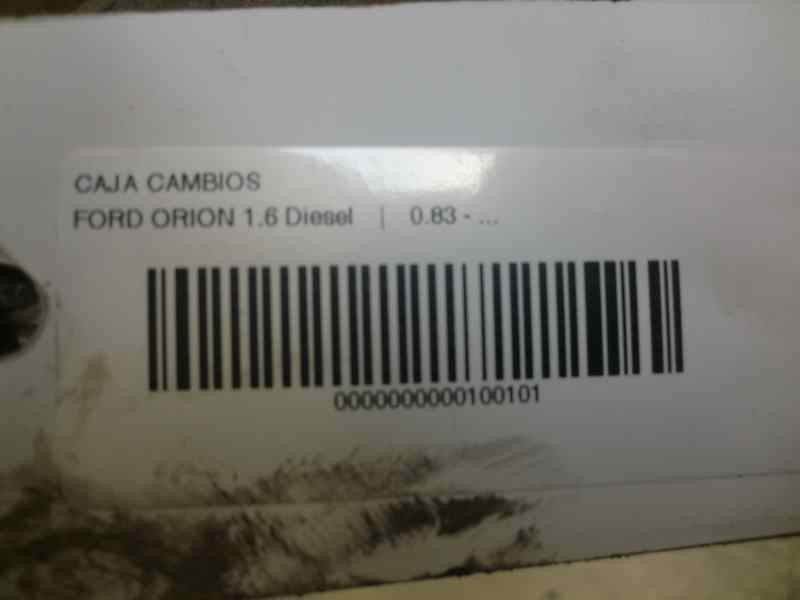 CAJA CAMBIOS
FORD ORION 1.6 Diesel | 0.83 - ...
0000000000100101